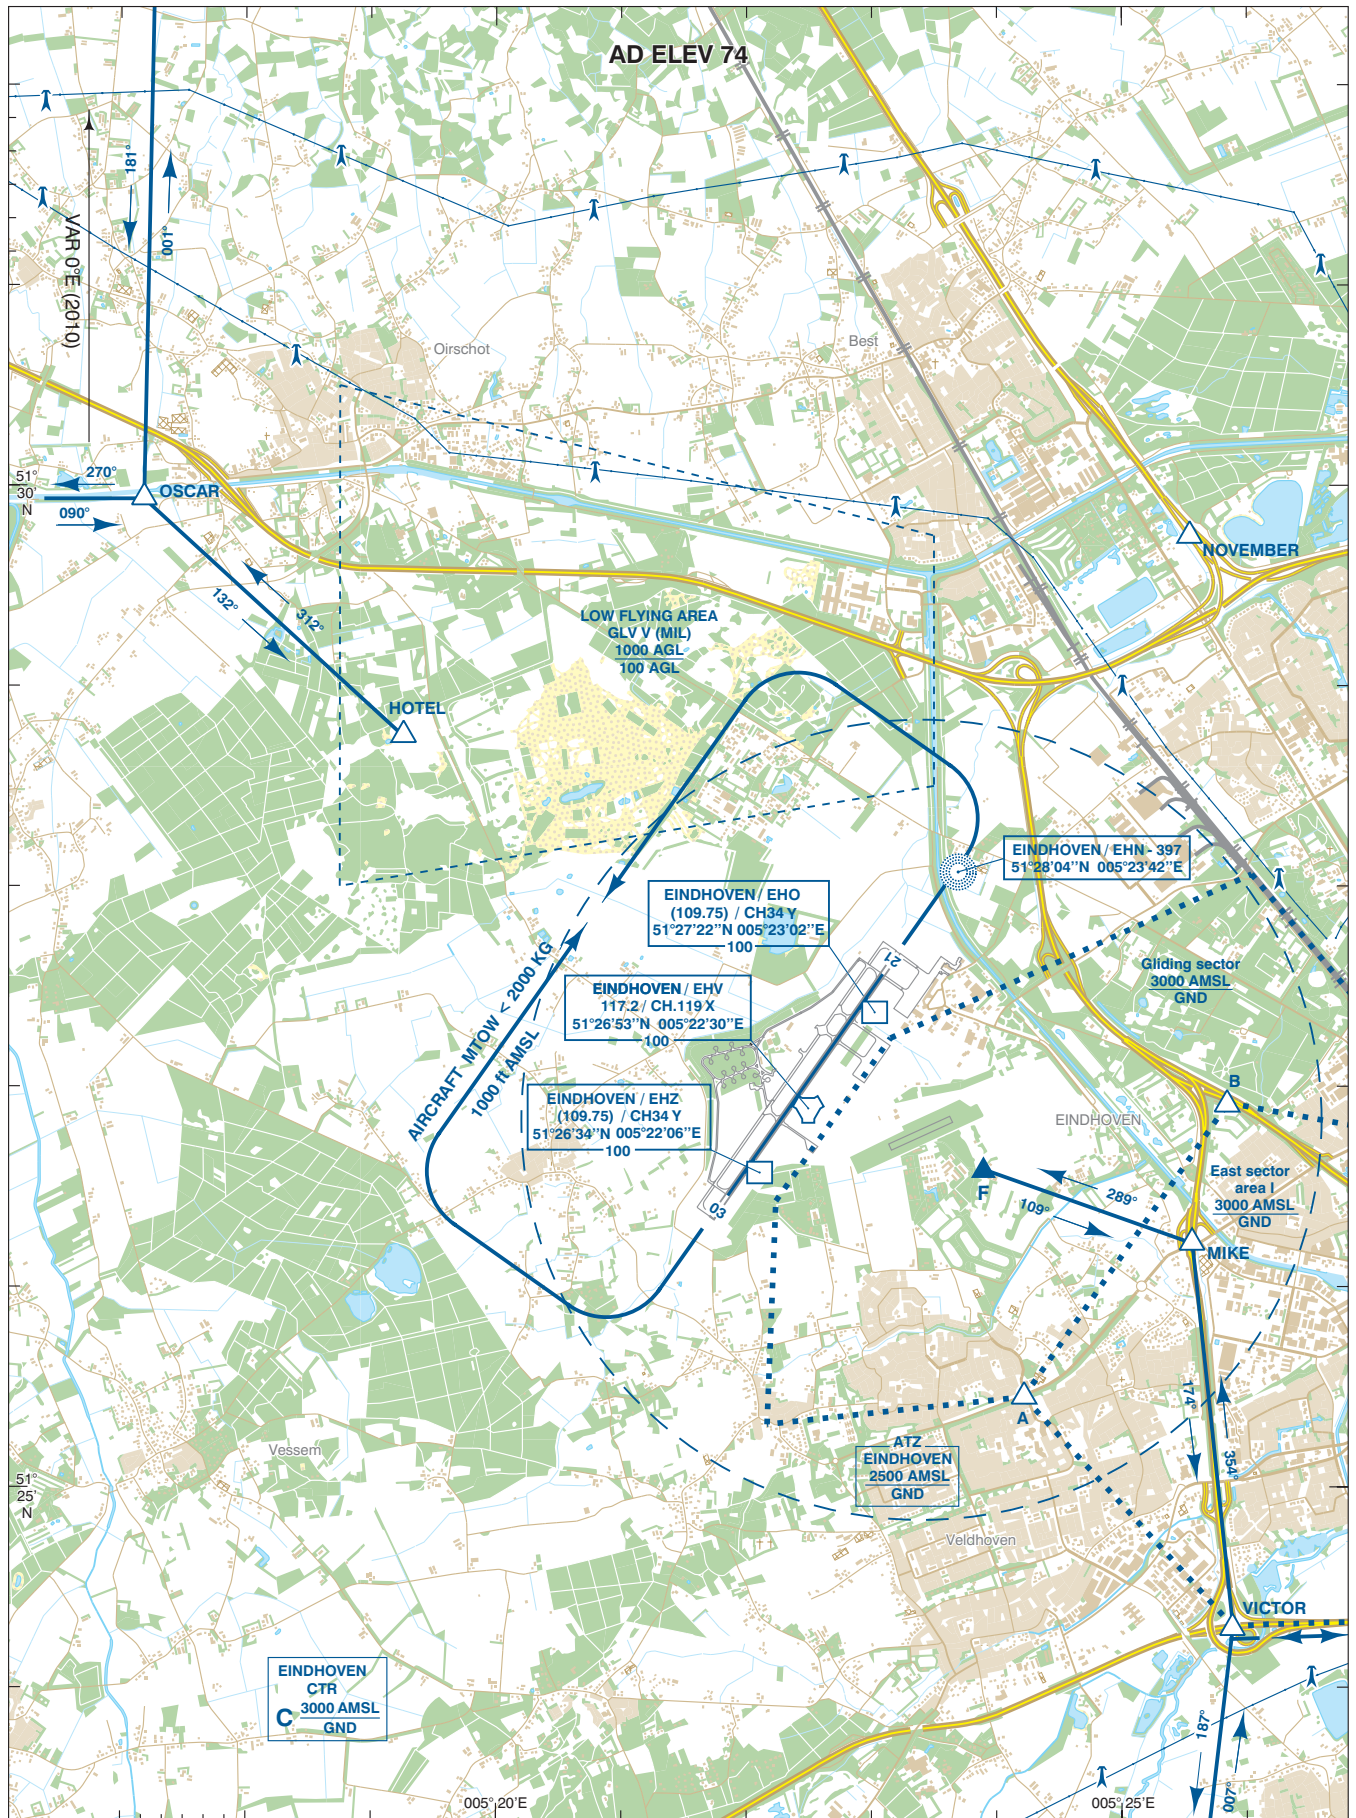 AD ELEV 74
181°
001°
VAR 0°E (2010)
Oirschot
Best
51°
30'
N
270°
OSCAR
090°
NOVEMBER
132°
312°
LOW FLYING AREA
GLV V (MIL)
1000 AGL
100 AGL
HOTEL
EINDHOVEN / EHN - 397
51°28'04''N 005°23'42''E
EINDHOVEN / EHO
(109.75) / CH34 Y
51°27'22''N 005°23'02''E
100
21
Gliding sector
3000 AMSL
GND
AIRCRAFT MTOW < 2000 KG
1000 ft AMSL
EINDHOVEN / EHV
117.2 / CH.119 X
51°26'53''N 005°22'30''E
100
B
EINDHOVEN / EHZ
(109.75) / CH34 Y
51°26'34''N 005°22'06''E
100
EINDHOVEN
East sector
area I
3000 AMSL
GND
F
109°
289°
03
MIKE
A
174°
354°
ATZ
EINDHOVEN
2500 AMSL
GND
Vessem
51°
25'
N
Veldhoven
VICTOR
EINDHOVEN
CTR
C 3000 AMSL
GND
187°
007°
005° 20'E
005° 25'E